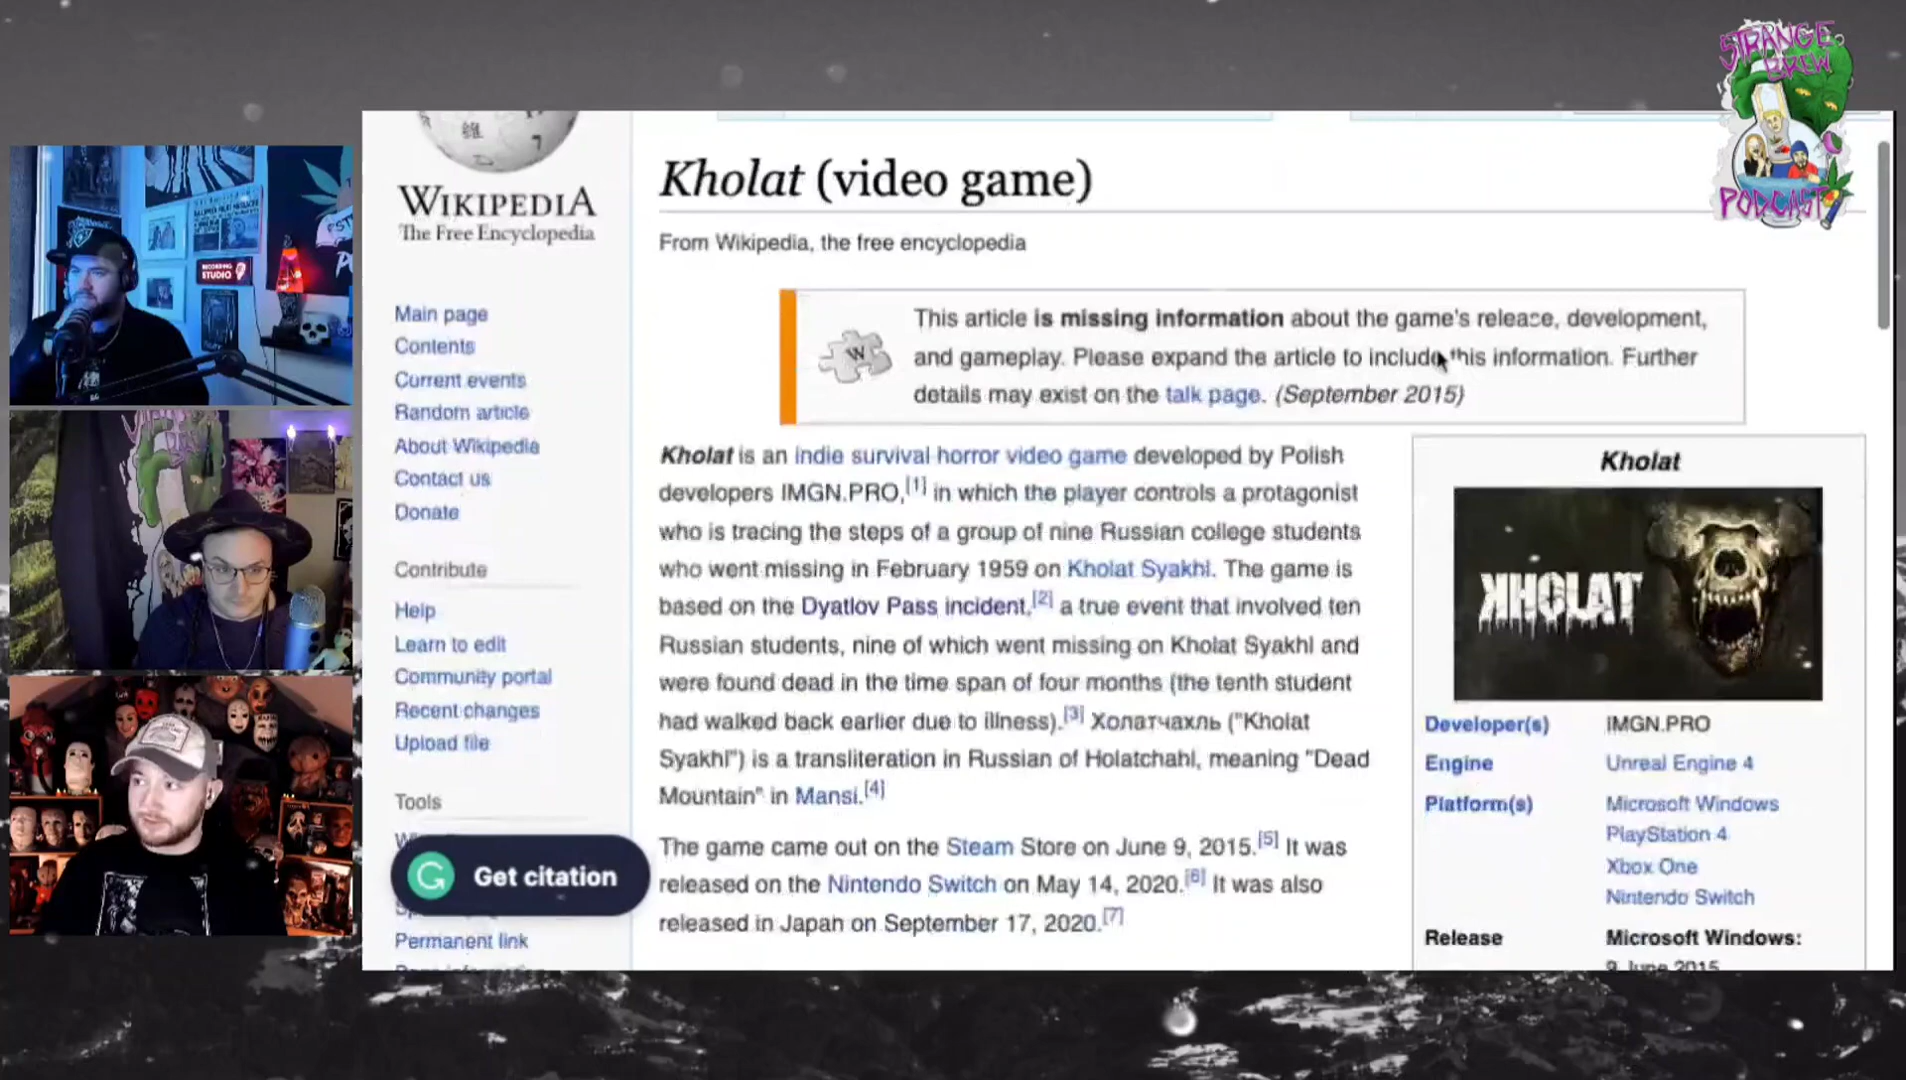 STRANGE
BREW
PODCAST
WIKIPEDIA
The Free Encyclopedia
Main page
Contents
Current events
Random article
About Wikipedia
Contact us
Donate
Contribute
Help
Learn to edit
Community portal
Recent changes
Upload file
Tools
Get citation
Permanent link
Kholat (video game)
From Wikipedia, the free encyclopedia
This article is missing information about the game's release, development,
and gameplay. Please expand the article to include this information. Further
details may exist on the talk page. (September 2015)
Kholat is an indie survival horror video game developed by Polish
developers IMGN.PRO,[1] in which the player controls a protagonist
who is tracing the steps of a group of nine Russian college students
who went missing in February 1959 on Kholat Syakhl. The game is
based on the Dyatlov Pass incident,[2] a true event that involved ten
Russian students, nine of which went missing on Kholat Syakhl and
were found dead in the time span of four months (the tenth student
had walked back earlier due to illness).[3] Холатчахль ("Kholat
Syakhl") is a transliteration in Russian of Holatchahl, meaning "Dead
Mountain" in Mansi.[4]
The game came out on the Steam Store on June 9, 2015.[5] It was
released on the Nintendo Switch on May 14, 2020.[6] It was also
released in Japan on September 17, 2020.[7]
Kholat
KHOLAT
Developer(s) IMGN.PRO
Engine Unreal Engine 4
Platform(s) Microsoft Windows
PlayStation 4
Xbox One
Nintendo Switch
Release Microsoft Windows:
9 June 2015
RECORDING
STUDIO